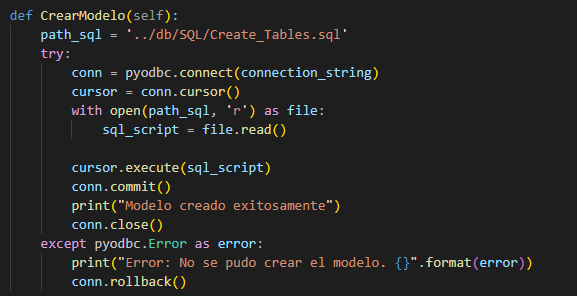 def CrearModelo(self):
    path_sql = '../db/SQL/Create_Tables.sql'
    try:
        conn = pyodbc.connect(connection_string)
        cursor = conn.cursor()
        with open(path_sql, 'r') as file:
            sql_script = file.read()

        cursor.execute(sql_script)
        conn.commit()
        print("Modelo creado exitosamente")
        conn.close()
    except pyodbc.Error as error:
        print("Error: No se pudo crear el modelo. {}".format(error))
        conn.rollback()